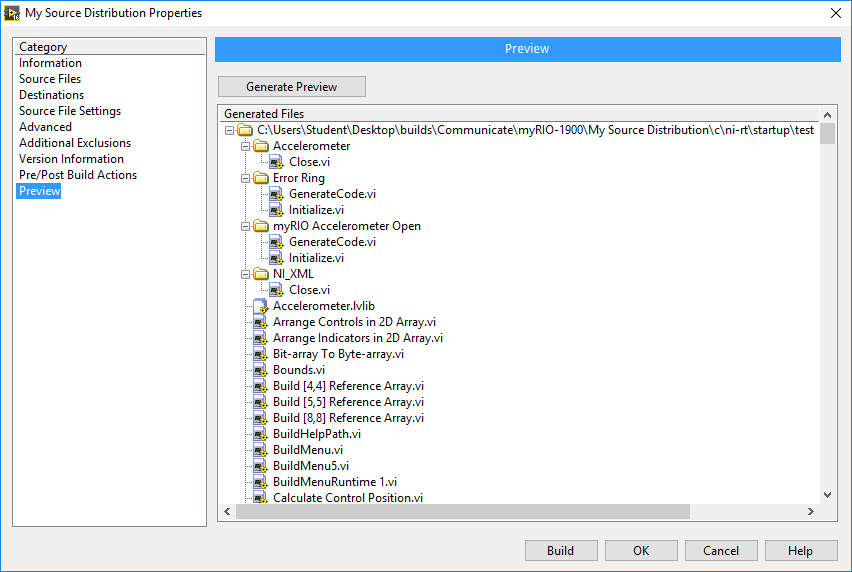 My Source Distribution Properties
Category
Information
Source Files
Destinations
Source File Settings
Advanced
Additional Exclusions
Version Information
Pre/Post Build Actions
Preview
Preview
Generate Preview
Generated Files
C:\Users\Student\Desktop\builds\Communicate\myRIO-1900\My Source Distribution\c\ni-rt\startup\test
Accelerometer
Close.vi
Error Ring
GenerateCode.vi
Initialize.vi
myRIO Accelerometer Open
GenerateCode.vi
Initialize.vi
NI_XML
Close.vi
Accelerometer.lvlib
Arrange Controls in 2D Array.vi
Arrange Indicators in 2D Array.vi
Bit-array To Byte-array.vi
Bounds.vi
Build [4,4] Reference Array.vi
Build [5,5] Reference Array.vi
Build [8,8] Reference Array.vi
BuildHelpPath.vi
BuildMenu.vi
BuildMenu5.vi
BuildMenuRuntime 1.vi
Calculate Control Position.vi
Build
OK
Cancel
Help